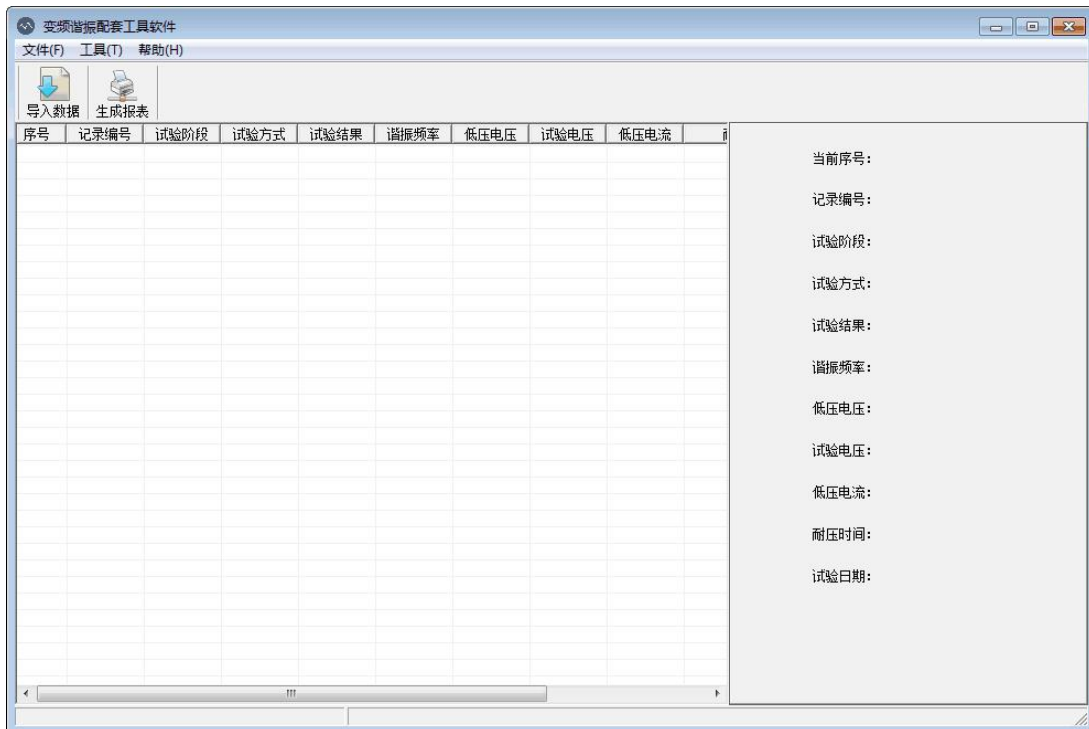 变频谐振配套工具软件
文件(F) 工具(T) 帮助(H)
导入数据 生成报表
序号 记录编号 试验阶段 试验方式 试验结果 谐振频率 低压电压 试验电压 低压电流
当前序号：
记录编号：
试验阶段：
试验方式：
试验结果：
谐振频率：
低压电压：
试验电压：
低压电流：
耐压时间：
试验日期：